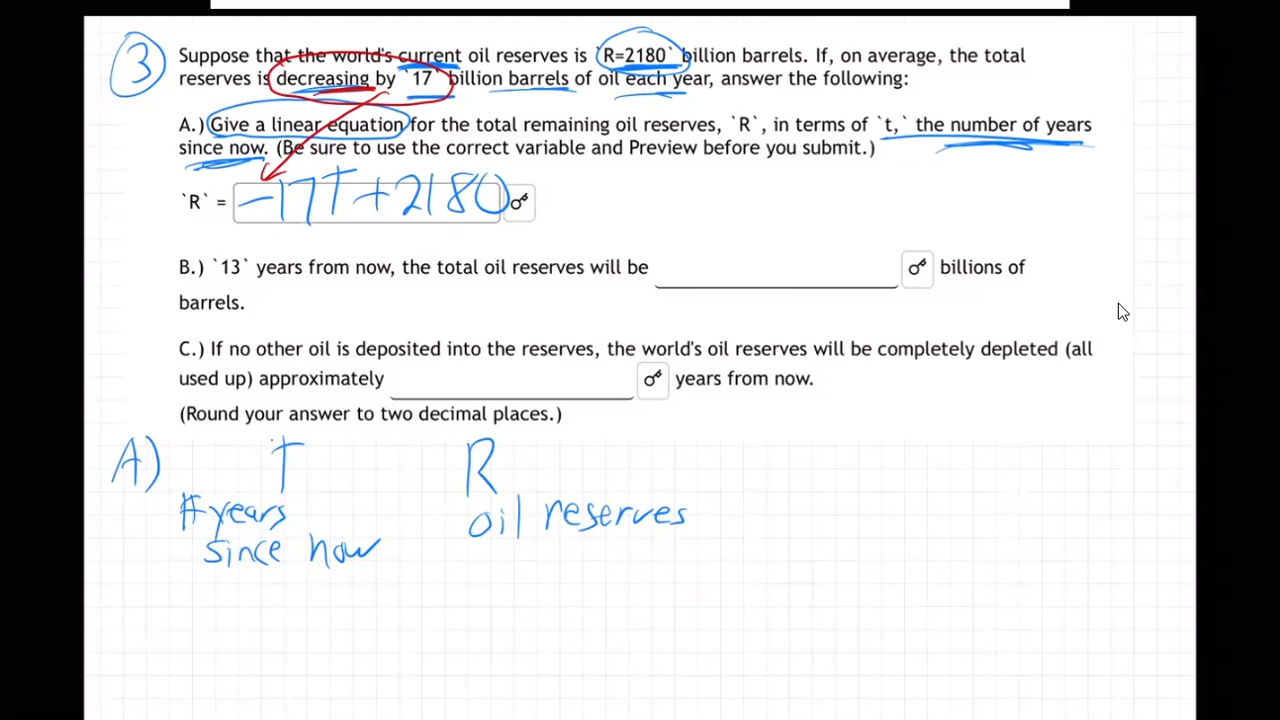 3
Suppose that the world's current oil reserves is `R=2180` billion barrels. If, on average, the total
reserves is decreasing by `17` billion barrels of oil each year, answer the following:
A.) Give a linear equation for the total remaining oil reserves, `R`, in terms of `t,` the number of years
since now. (Be sure to use the correct variable and Preview before you submit.)
`R` = -17T+2180
B.) `13` years from now, the total oil reserves will be billions of
barrels.
C.) If no other oil is deposited into the reserves, the world's oil reserves will be completely depleted (all
used up) approximately years from now.
(Round your answer to two decimal places.)
A) T R
# years oil reserves
since now